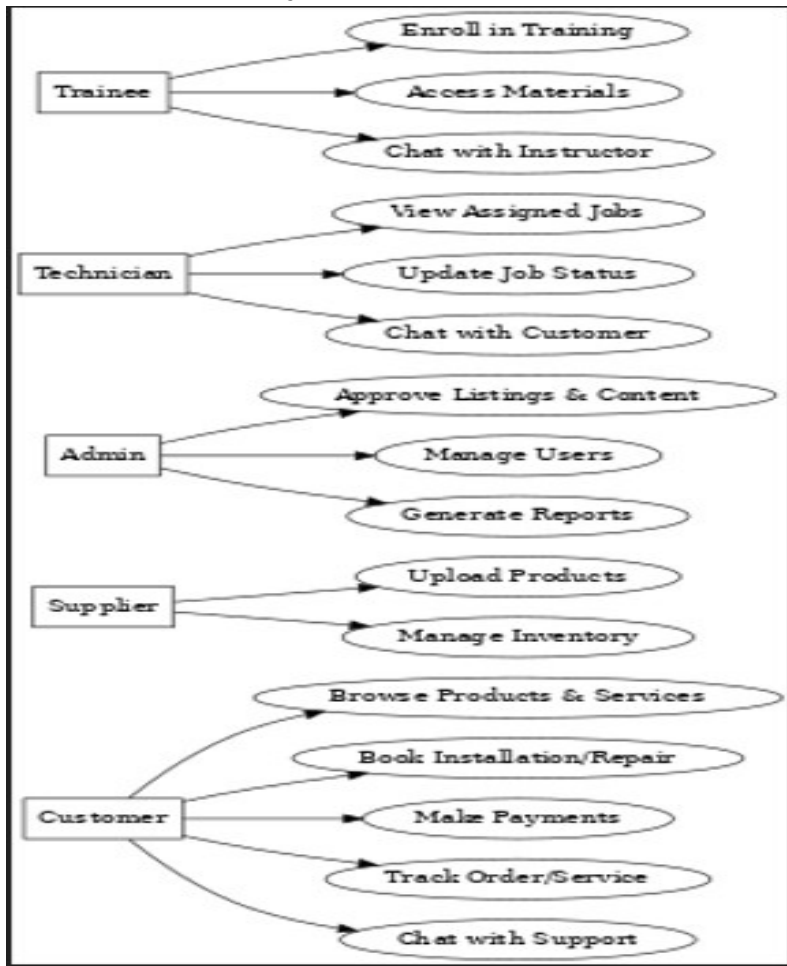 Enroll in Training
Trainee
Access Materials
Chat with Instructor
View Assigned Jobs
Technician
Update Job Status
Chat with Customer
Approve Listings & Content
Admin
Manage Users
Generate Reports
Upload Products
Supplier
Manage Inventory
Browse Products & Services
Book Installation/Repair
Customer
Make Payments
Track Order/Service
Chat with Support